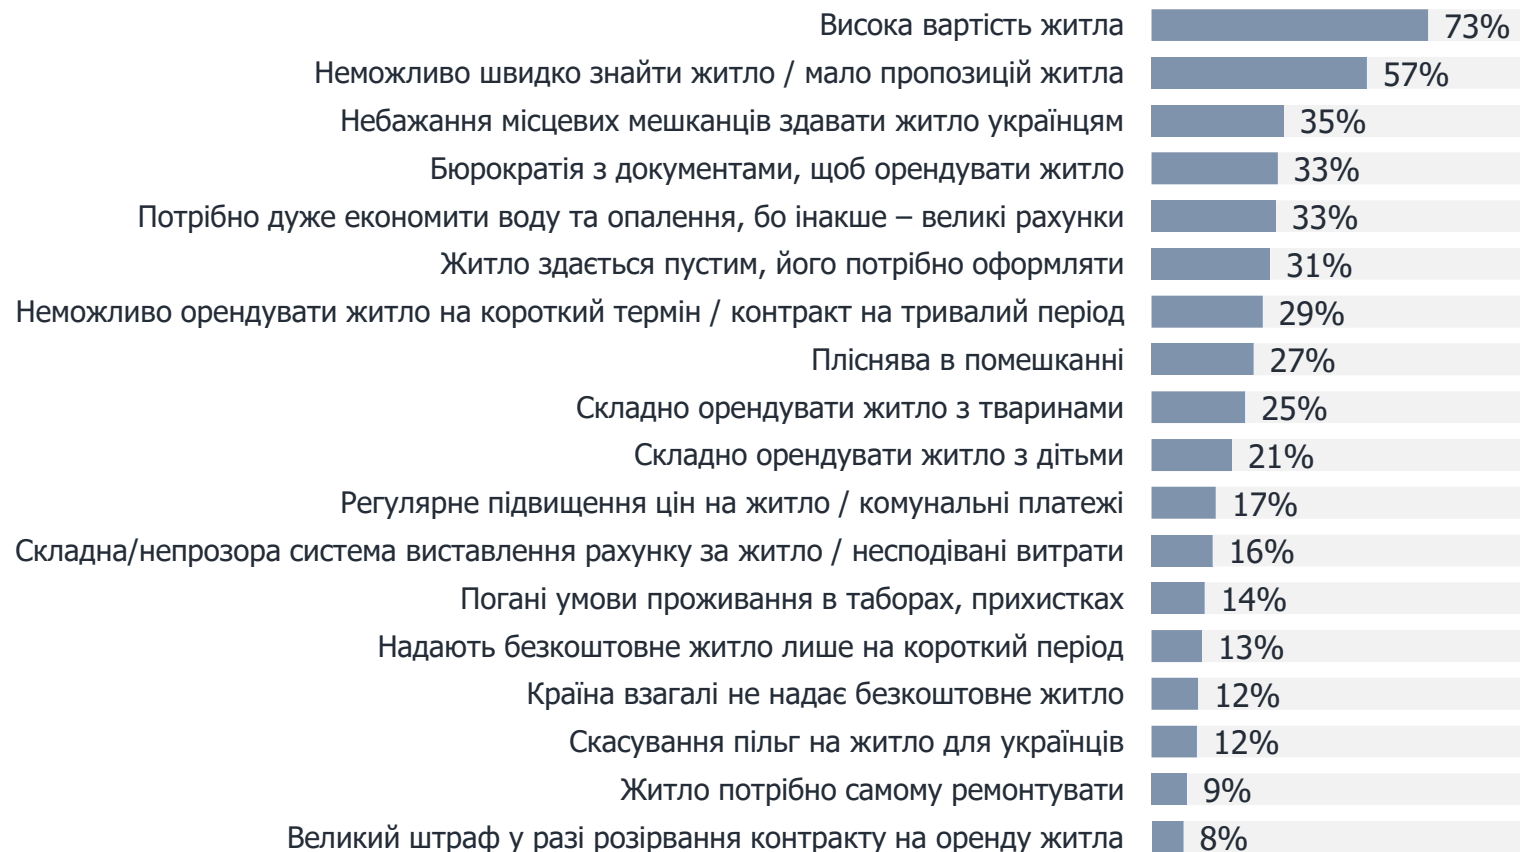 Висока вартість житла 73%
Неможливо швидко знайти житло / мало пропозицій житла 57%
Небажання місцевих мешканців здавати житло українцям 35%
Бюрократія з документами, щоб орендувати житло 33%
Потрібно дуже економити воду та опалення, бо інакше – великі рахунки 33%
Житло здається пустим, його потрібно оформляти 31%
Неможливо орендувати житло на короткий термін / контракт на тривалий період 29%
Пліснява в помешканні 27%
Складно орендувати житло з тваринами 25%
Складно орендувати житло з дітьми 21%
Регулярне підвищення цін на житло / комунальні платежі 17%
Складна/непрозора система виставлення рахунку за житло / несподівані витрати 16%
Погані умови проживання в таборах, прихистках 14%
Надають безкоштовне житло лише на короткий період 13%
Країна взагалі не надає безкоштовне житло 12%
Скасування пільг на житло для українців 12%
Житло потрібно самому ремонтувати 9%
Великий штраф у разі розірвання контракту на оренду житла 8%